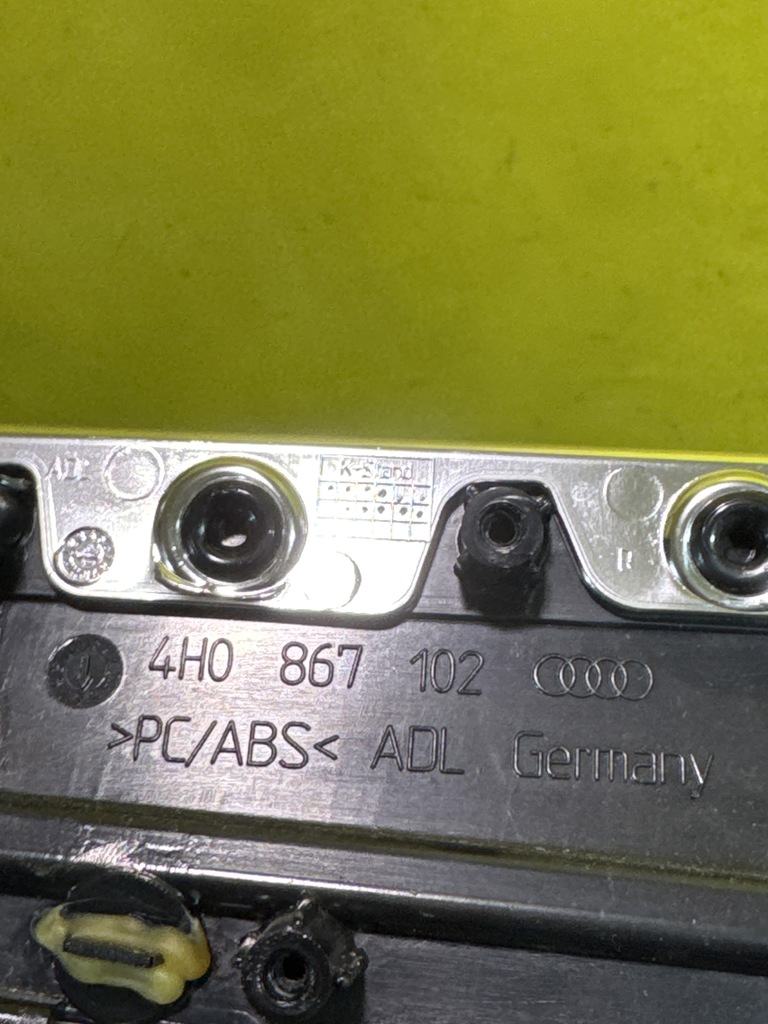 K-Stand
R
4H0 867 102
>PC/ABS< ADL Germany